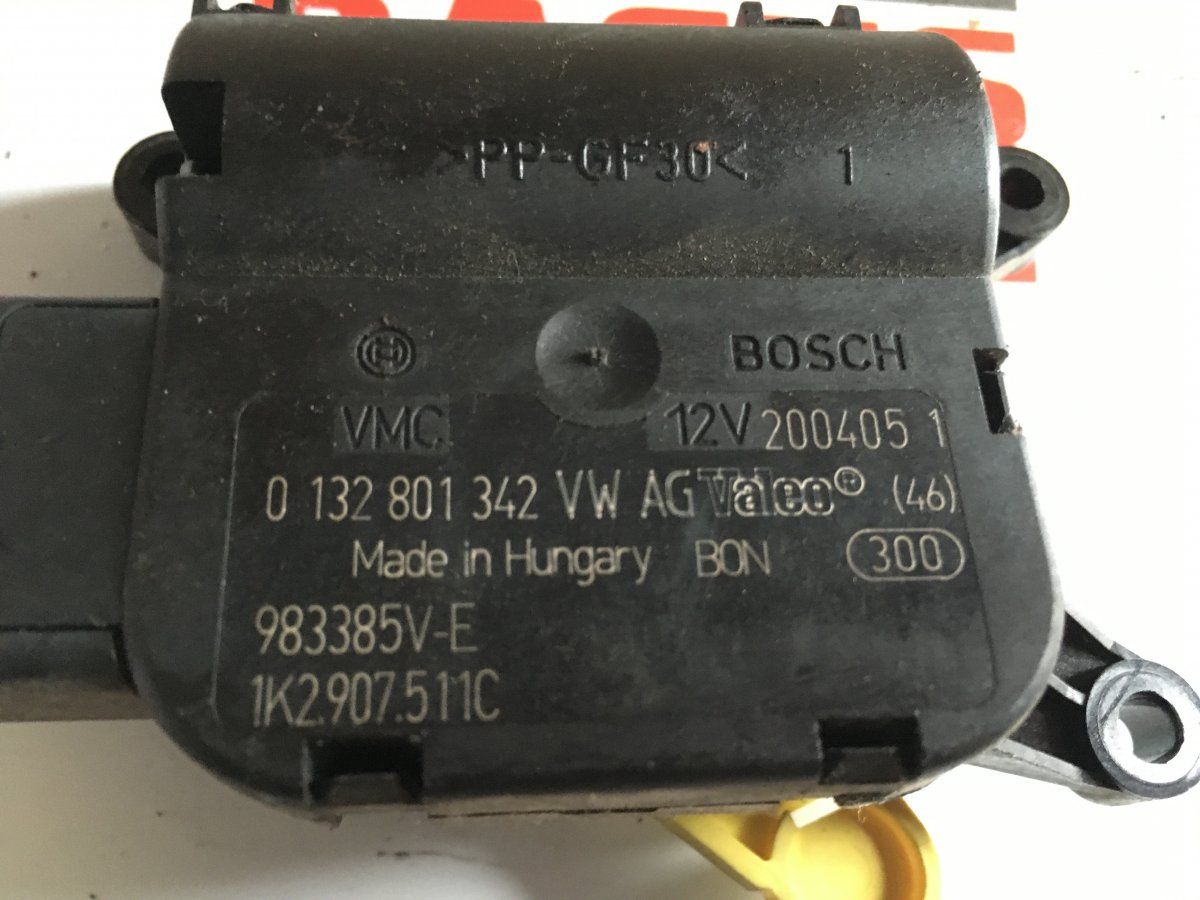 >PP-GF30< 1
BOSCH
VMC 12V 200405 1
0 132 801 342 VW AG Valeo® (46)
Made in Hungary BON 300
983385V-E
1K2.907.511C